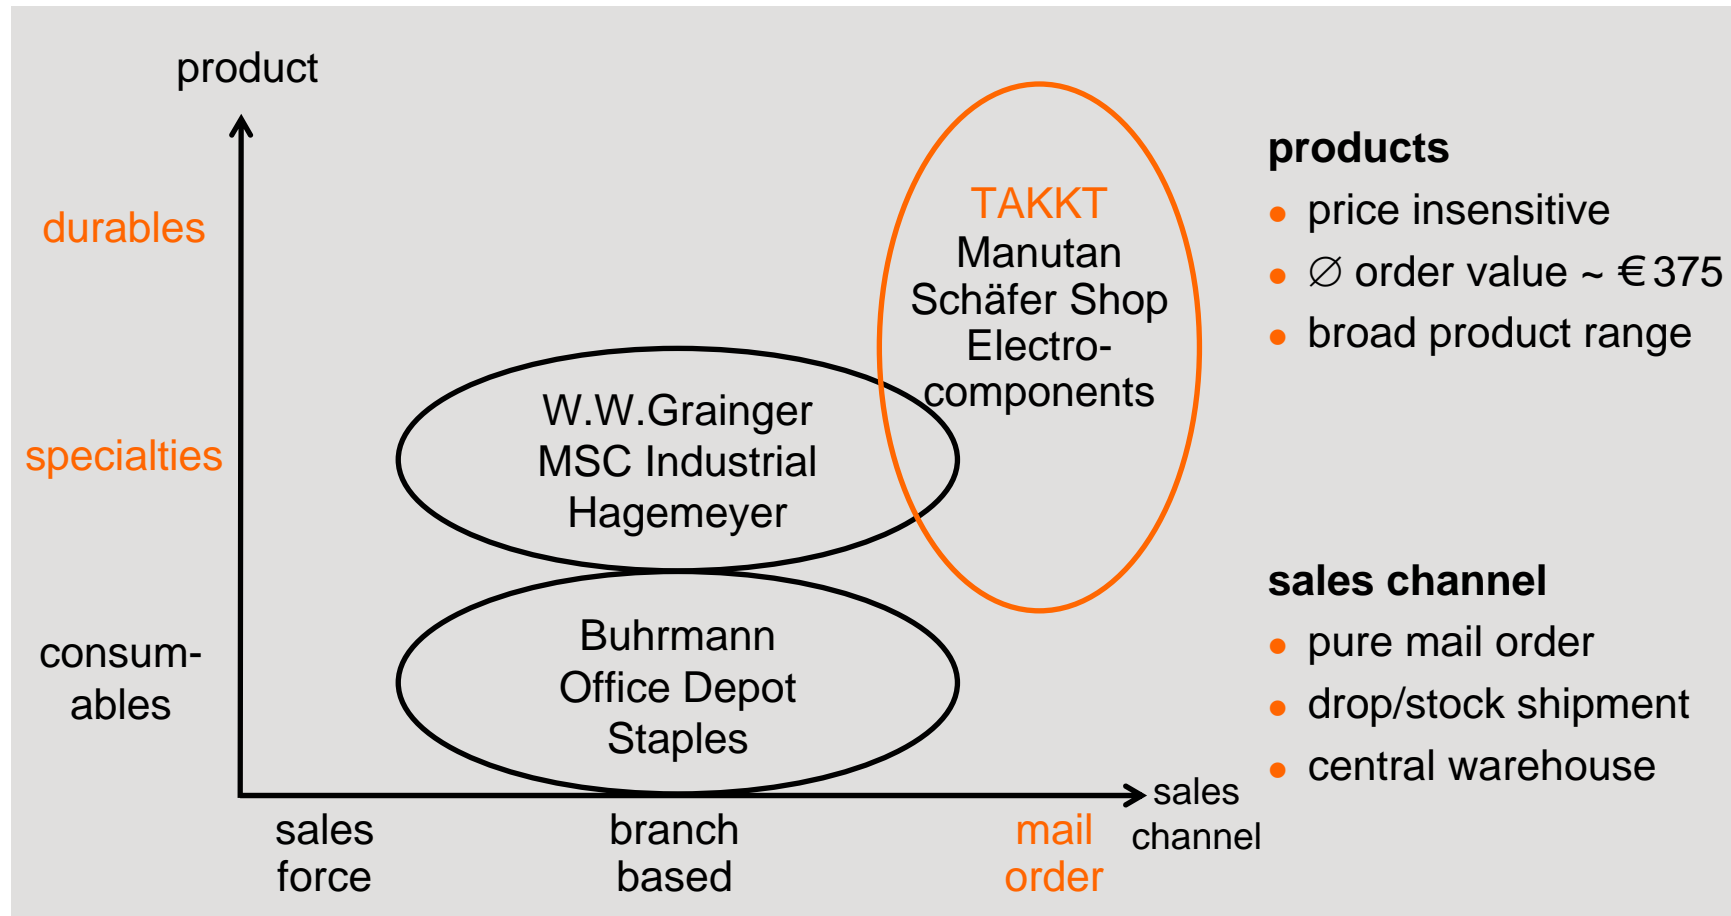 product
durables
specialties
consum-
ables
TAKKT
Manutan
Schäfer Shop
Electro-
components
W.W.Grainger
MSC Industrial
Hagemeyer
Buhrmann
Office Depot
Staples
sales
force
branch
based
mail
order
sales
channel
products
• price insensitive
• ∅ order value ~ €375
• broad product range
sales channel
• pure mail order
• drop/stock shipment
• central warehouse